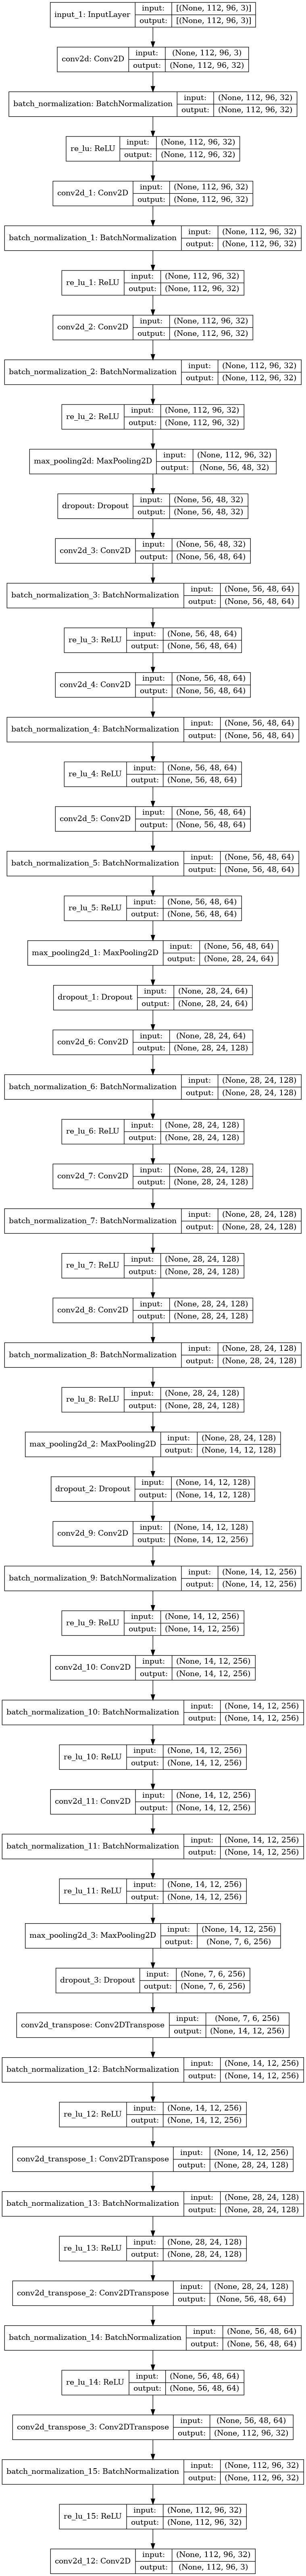 input_1: InputLayer
input: [(None, 112, 96, 3)]
output: [(None, 112, 96, 3)]
conv2d: Conv2D
input: (None, 112, 96, 3)
output: (None, 112, 96, 32)
batch_normalization: BatchNormalization
input: (None, 112, 96, 32)
output: (None, 112, 96, 32)
re_lu: ReLU
input: (None, 112, 96, 32)
output: (None, 112, 96, 32)
conv2d_1: Conv2D
input: (None, 112, 96, 32)
output: (None, 112, 96, 32)
batch_normalization_1: BatchNormalization
input: (None, 112, 96, 32)
output: (None, 112, 96, 32)
re_lu_1: ReLU
input: (None, 112, 96, 32)
output: (None, 112, 96, 32)
conv2d_2: Conv2D
input: (None, 112, 96, 32)
output: (None, 112, 96, 32)
batch_normalization_2: BatchNormalization
input: (None, 112, 96, 32)
output: (None, 112, 96, 32)
re_lu_2: ReLU
input: (None, 112, 96, 32)
output: (None, 112, 96, 32)
max_pooling2d: MaxPooling2D
input: (None, 112, 96, 32)
output: (None, 56, 48, 32)
dropout: Dropout
input: (None, 56, 48, 32)
output: (None, 56, 48, 32)
conv2d_3: Conv2D
input: (None, 56, 48, 32)
output: (None, 56, 48, 64)
batch_normalization_3: BatchNormalization
input: (None, 56, 48, 64)
output: (None, 56, 48, 64)
re_lu_3: ReLU
input: (None, 56, 48, 64)
output: (None, 56, 48, 64)
conv2d_4: Conv2D
input: (None, 56, 48, 64)
output: (None, 56, 48, 64)
batch_normalization_4: BatchNormalization
input: (None, 56, 48, 64)
output: (None, 56, 48, 64)
re_lu_4: ReLU
input: (None, 56, 48, 64)
output: (None, 56, 48, 64)
conv2d_5: Conv2D
input: (None, 56, 48, 64)
output: (None, 56, 48, 64)
batch_normalization_5: BatchNormalization
input: (None, 56, 48, 64)
output: (None, 56, 48, 64)
re_lu_5: ReLU
input: (None, 56, 48, 64)
output: (None, 56, 48, 64)
max_pooling2d_1: MaxPooling2D
input: (None, 56, 48, 64)
output: (None, 28, 24, 64)
dropout_1: Dropout
input: (None, 28, 24, 64)
output: (None, 28, 24, 64)
conv2d_6: Conv2D
input: (None, 28, 24, 64)
output: (None, 28, 24, 128)
batch_normalization_6: BatchNormalization
input: (None, 28, 24, 128)
output: (None, 28, 24, 128)
re_lu_6: ReLU
input: (None, 28, 24, 128)
output: (None, 28, 24, 128)
conv2d_7: Conv2D
input: (None, 28, 24, 128)
output: (None, 28, 24, 128)
batch_normalization_7: BatchNormalization
input: (None, 28, 24, 128)
output: (None, 28, 24, 128)
re_lu_7: ReLU
input: (None, 28, 24, 128)
output: (None, 28, 24, 128)
conv2d_8: Conv2D
input: (None, 28, 24, 128)
output: (None, 28, 24, 128)
batch_normalization_8: BatchNormalization
input: (None, 28, 24, 128)
output: (None, 28, 24, 128)
re_lu_8: ReLU
input: (None, 28, 24, 128)
output: (None, 28, 24, 128)
max_pooling2d_2: MaxPooling2D
input: (None, 28, 24, 128)
output: (None, 14, 12, 128)
dropout_2: Dropout
input: (None, 14, 12, 128)
output: (None, 14, 12, 128)
conv2d_9: Conv2D
input: (None, 14, 12, 128)
output: (None, 14, 12, 256)
batch_normalization_9: BatchNormalization
input: (None, 14, 12, 256)
output: (None, 14, 12, 256)
re_lu_9: ReLU
input: (None, 14, 12, 256)
output: (None, 14, 12, 256)
conv2d_10: Conv2D
input: (None, 14, 12, 256)
output: (None, 14, 12, 256)
batch_normalization_10: BatchNormalization
input: (None, 14, 12, 256)
output: (None, 14, 12, 256)
re_lu_10: ReLU
input: (None, 14, 12, 256)
output: (None, 14, 12, 256)
conv2d_11: Conv2D
input: (None, 14, 12, 256)
output: (None, 14, 12, 256)
batch_normalization_11: BatchNormalization
input: (None, 14, 12, 256)
output: (None, 14, 12, 256)
re_lu_11: ReLU
input: (None, 14, 12, 256)
output: (None, 14, 12, 256)
max_pooling2d_3: MaxPooling2D
input: (None, 14, 12, 256)
output: (None, 7, 6, 256)
dropout_3: Dropout
input: (None, 7, 6, 256)
output: (None, 7, 6, 256)
conv2d_transpose: Conv2DTranspose
input: (None, 7, 6, 256)
output: (None, 14, 12, 256)
batch_normalization_12: BatchNormalization
input: (None, 14, 12, 256)
output: (None, 14, 12, 256)
re_lu_12: ReLU
input: (None, 14, 12, 256)
output: (None, 14, 12, 256)
conv2d_transpose_1: Conv2DTranspose
input: (None, 14, 12, 256)
output: (None, 28, 24, 128)
batch_normalization_13: BatchNormalization
input: (None, 28, 24, 128)
output: (None, 28, 24, 128)
re_lu_13: ReLU
input: (None, 28, 24, 128)
output: (None, 28, 24, 128)
conv2d_transpose_2: Conv2DTranspose
input: (None, 28, 24, 128)
output: (None, 56, 48, 64)
batch_normalization_14: BatchNormalization
input: (None, 56, 48, 64)
output: (None, 56, 48, 64)
re_lu_14: ReLU
input: (None, 56, 48, 64)
output: (None, 56, 48, 64)
conv2d_transpose_3: Conv2DTranspose
input: (None, 56, 48, 64)
output: (None, 112, 96, 32)
batch_normalization_15: BatchNormalization
input: (None, 112, 96, 32)
output: (None, 112, 96, 32)
re_lu_15: ReLU
input: (None, 112, 96, 32)
output: (None, 112, 96, 32)
conv2d_12: Conv2D
input: (None, 112, 96, 32)
output: (None, 112, 96, 3)